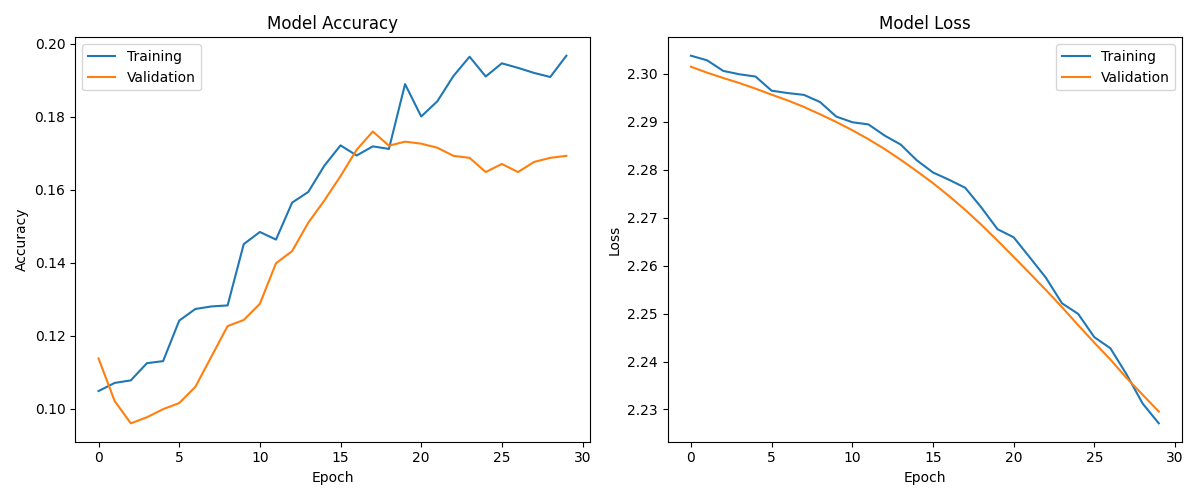 Model Accuracy
Training
Validation
Accuracy
0.20
0.18
0.16
0.14
0.12
0.10
0 5 10 15 20 25 30
Epoch
Model Loss
Training
Validation
Loss
2.30
2.29
2.28
2.27
2.26
2.25
2.24
2.23
0 5 10 15 20 25 30
Epoch